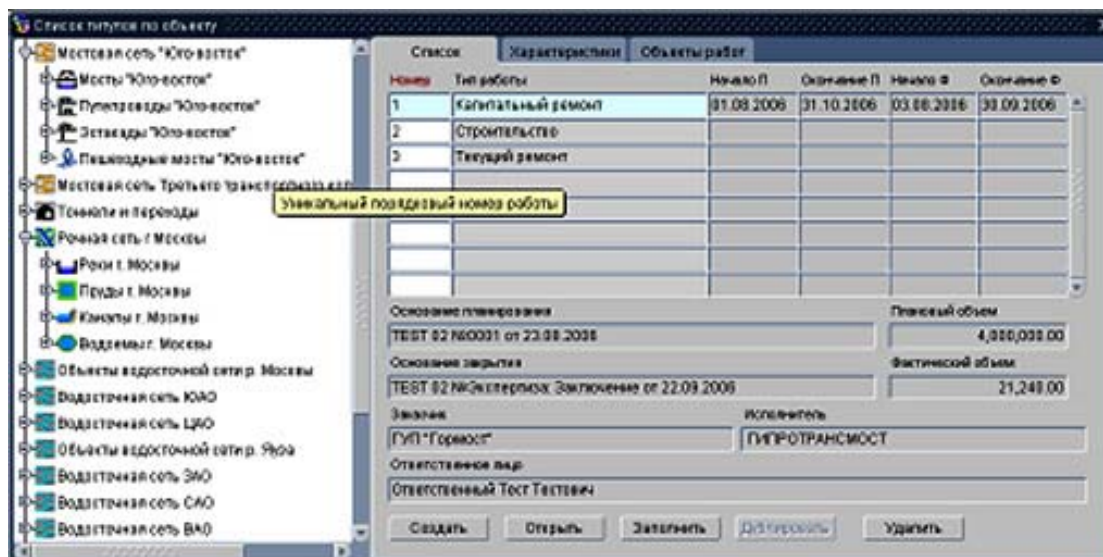 Список титулов по объекту
Мостовая сеть "Юго-восток"
Мосты "Юго-восток"
Путепроводы "Юго-восток"
Эстакады "Юго-восток"
Пешеходные мосты "Юго-восток"
Мостовая сеть Третьего транспортного кол
Тоннели и переходы
Речная сеть г Москвы
Реки г. Москвы
Пруды г. Москвы
Каналы г. Москвы
Водоемы г. Москвы
Объекты водосточной сети р. Москвы
Водосточная сеть ЮАО
Водосточная сеть ЦАО
Объекты водосточной сети р. Яуза
Водосточная сеть ЗАО
Водосточная сеть САО
Водосточная сеть ВАО
Список Характеристики Объекты работ
Номер Тип работы Начало П Окончание П Начало Ф Окончание Ф
1 Капитальный ремонт 01.08.2006 31.10.2006 03.08.2006 30.09.2006
2 Строительство
3 Текущий ремонт
Уникальный порядковый номер работы
Основание планирования Плановый объем
TEST 02 №0001 от 23.08.2006 4,000,000.00
Основание закрытия Фактический объем
TEST 02 №Экспертиза: Заключение от 22.09.2006 21,240.00
Заказчик Исполнитель
ГУП "Гормост" ГИПРОТРАНСМОСТ
Ответственное лицо
Ответственный Тест Тестович
Создать Открыть Заполнить Дублировать Удалить